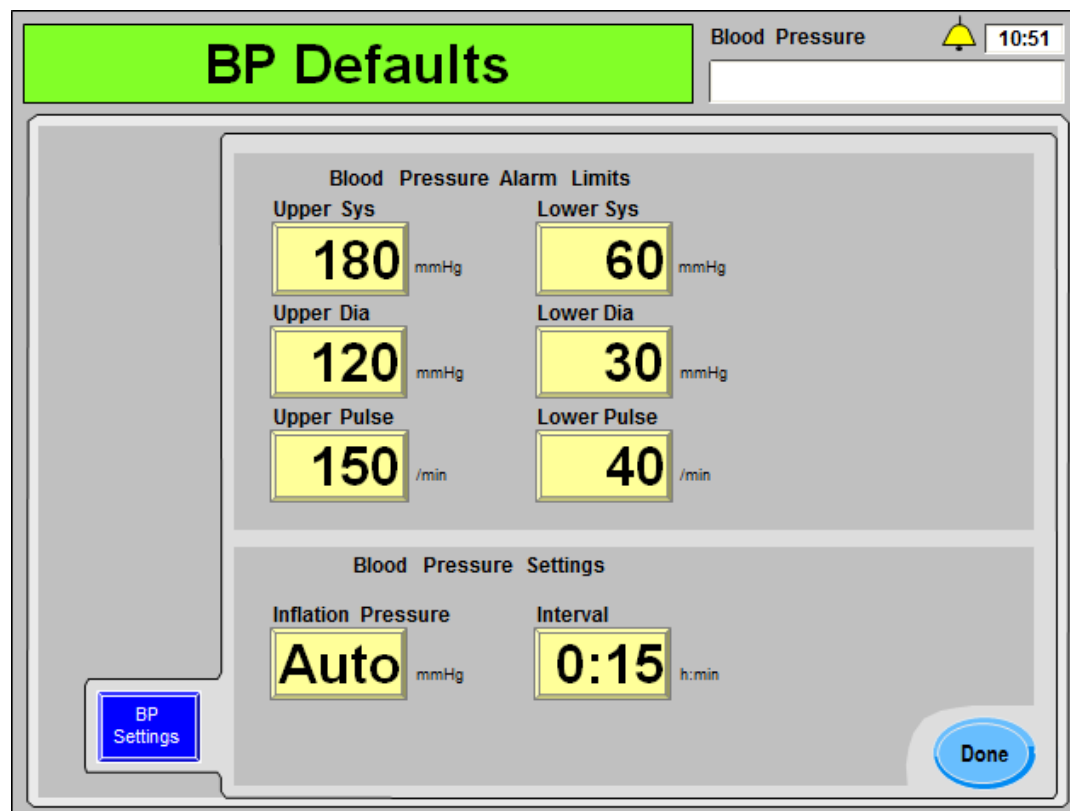 BP Defaults
Blood Pressure
10:51
Blood Pressure Alarm Limits
Upper Sys Lower Sys
180 mmHg 60 mmHg
Upper Dia Lower Dia
120 mmHg 30 mmHg
Upper Pulse Lower Pulse
150 /min 40 /min
Blood Pressure Settings
Inflation Pressure Interval
Auto mmHg 0:15 h:min
BP
Settings
Done